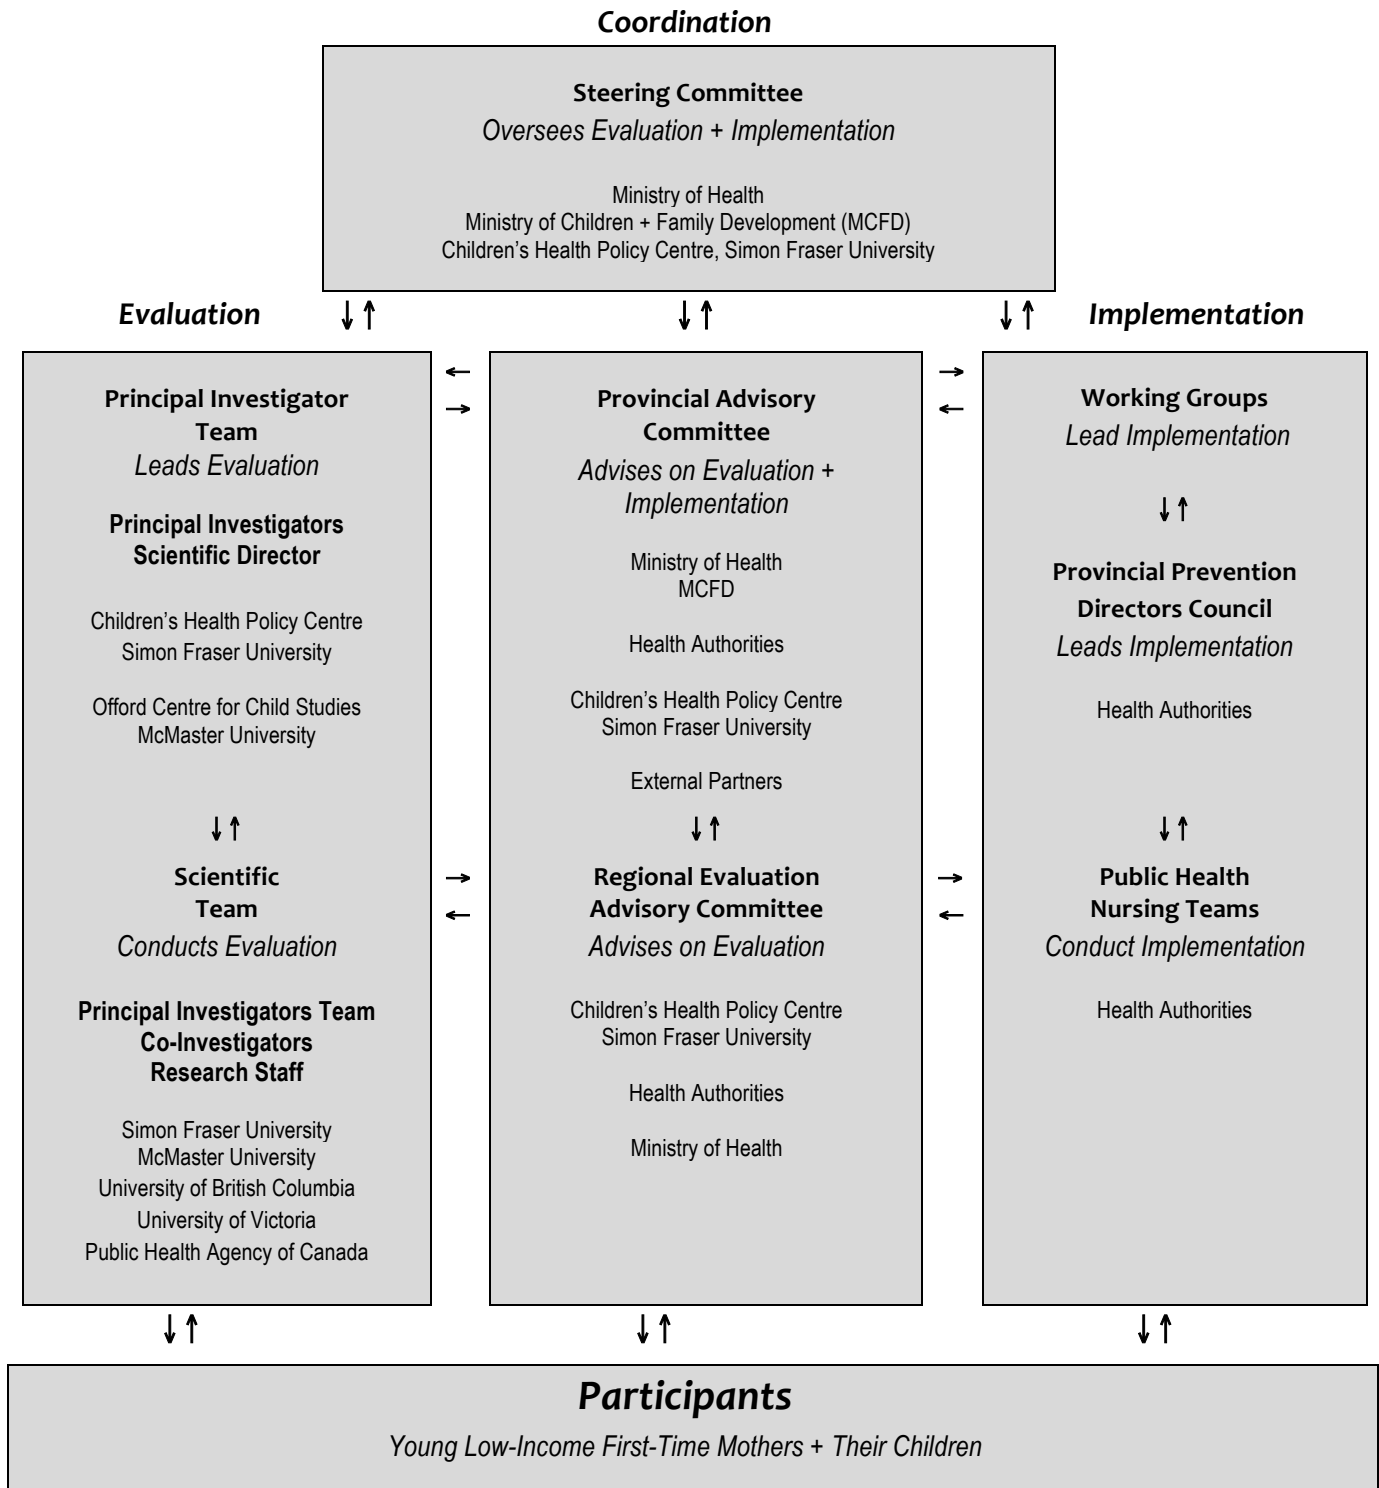 Coordination
Steering Committee
Oversees Evaluation + Implementation
Ministry of Health
Ministry of Children + Family Development (MCFD)
Children's Health Policy Centre, Simon Fraser University
Evaluation ↓↑ ↓↑ ↓↑ Implementation
Principal Investigator
Team
Leads Evaluation
Principal Investigators
Scientific Director
Children's Health Policy Centre
Simon Fraser University
Offord Centre for Child Studies
McMaster University
↓↑
Scientific
Team
Conducts Evaluation
Principal Investigators Team
Co-Investigators
Research Staff
Simon Fraser University
McMaster University
University of British Columbia
University of Victoria
Public Health Agency of Canada
←
→
→
←
Provincial Advisory
Committee
Advises on Evaluation +
Implementation
Ministry of Health
MCFD
Health Authorities
Children's Health Policy Centre
Simon Fraser University
External Partners
↓↑
Regional Evaluation
Advisory Committee
Advises on Evaluation
Children's Health Policy Centre
Simon Fraser University
Health Authorities
Ministry of Health
→
←
→
←
Working Groups
Lead Implementation
↓↑
Provincial Prevention
Directors Council
Leads Implementation
Health Authorities
↓↑
Public Health
Nursing Teams
Conduct Implementation
Health Authorities
↓↑ ↓↑ ↓↑
Participants
Young Low-Income First-Time Mothers + Their Children